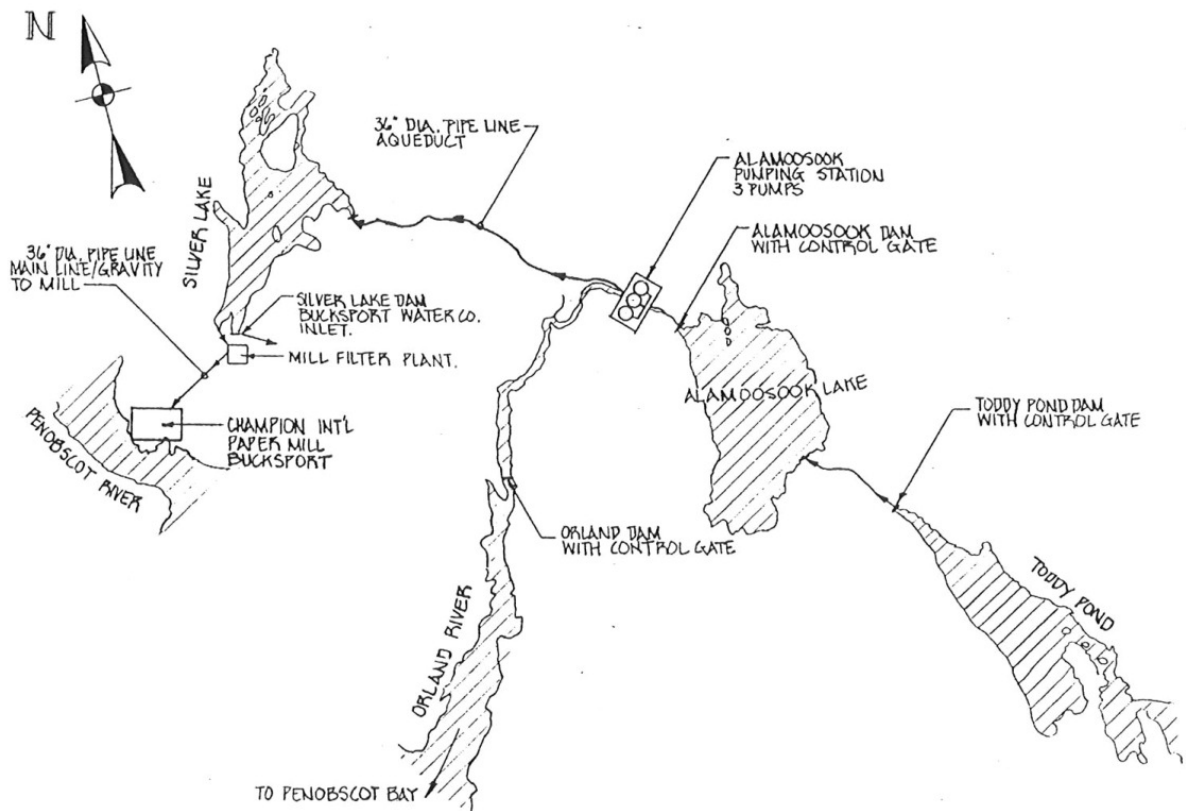 N
36" DIA. PIPE LINE
AQUEDUCT
ALAMOOSOOK
PUMPING STATION
3 PUMPS
ALAMOOSOOK DAM
WITH CONTROL GATE
SILVER LAKE
36" DIA. PIPE LINE
MAIN LINE/GRAVITY
TO MILL
SILVER LAKE DAM
BUCKSPORT WATER CO.
INLET.
MILL FILTER PLANT.
ALAMOOSOOK LAKE
TODDY POND DAM
WITH CONTROL GATE
CHAMPION INT'L
PAPER MILL
BUCKSPORT
PENOBSCOT RIVER
ORLAND DAM
WITH CONTROL GATE
TODDY POND
ORLAND RIVER
TO PENOBSCOT BAY